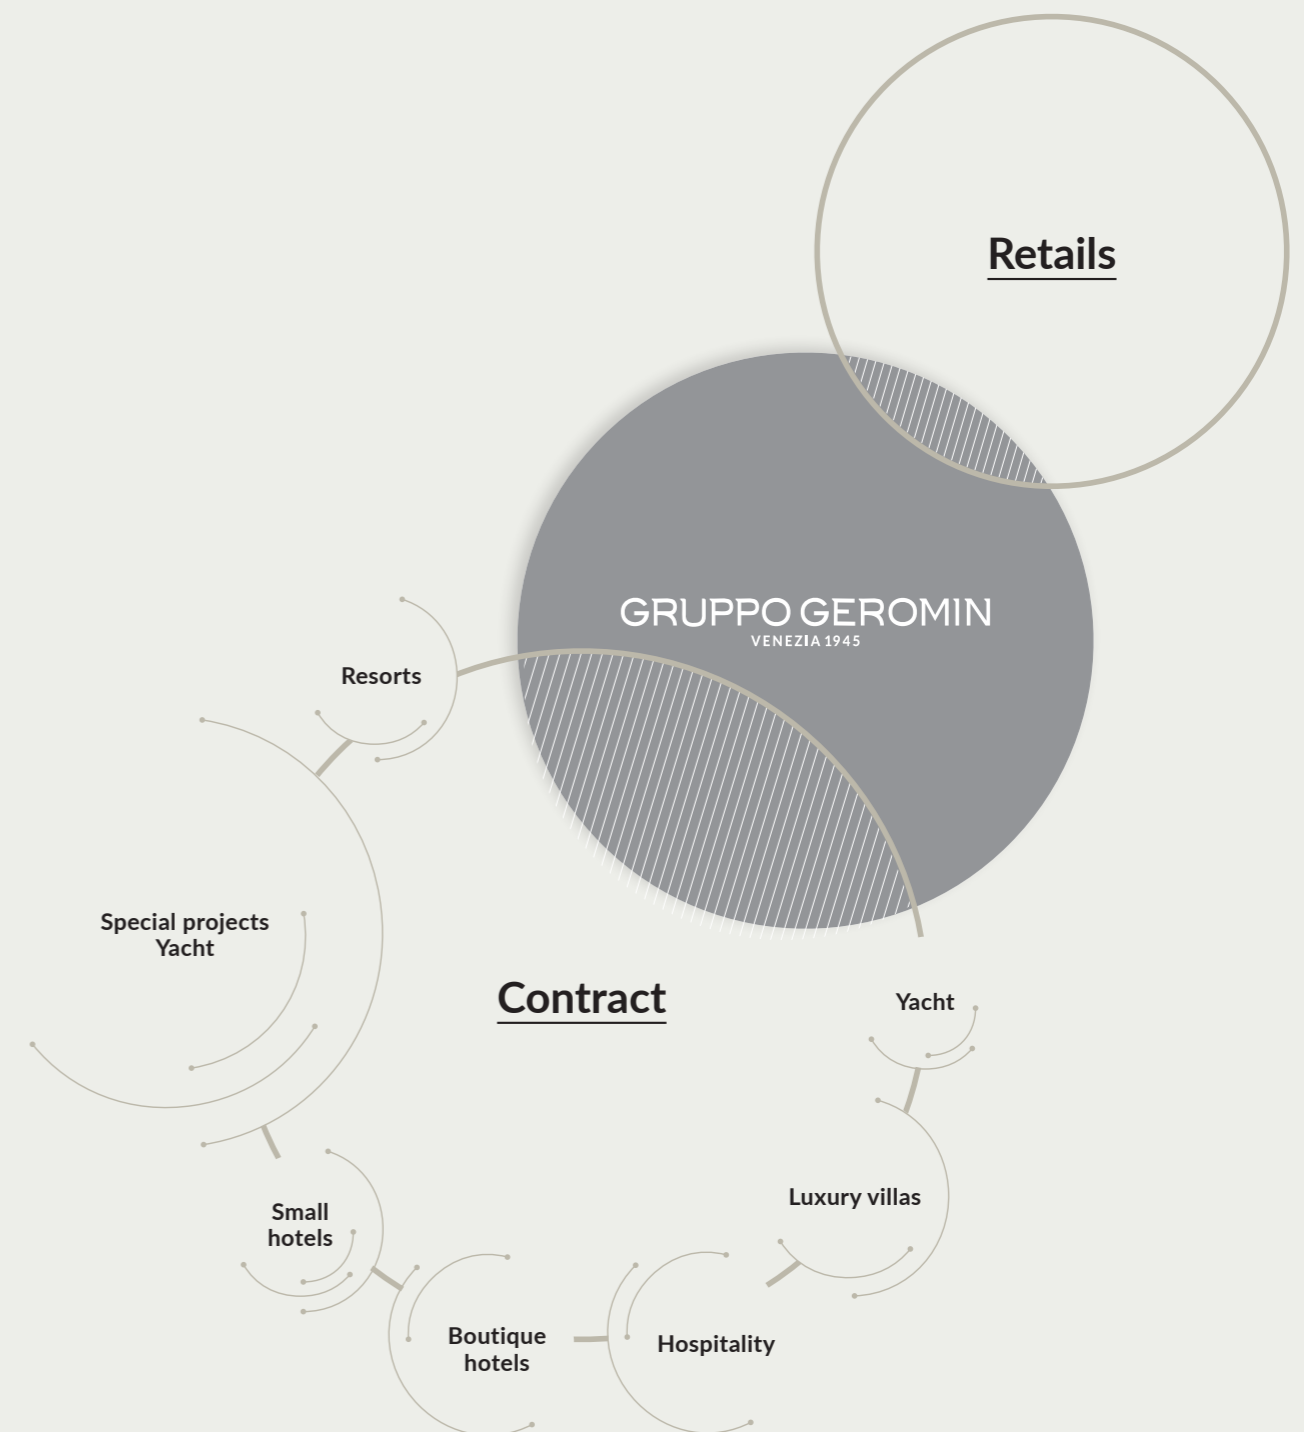 Retails
GRUPPO GEROMIN
VENEZIA 1945
Resorts
Special projects
Yacht
Contract
Yacht
Luxury villas
Small
hotels
Boutique
hotels
Hospitality